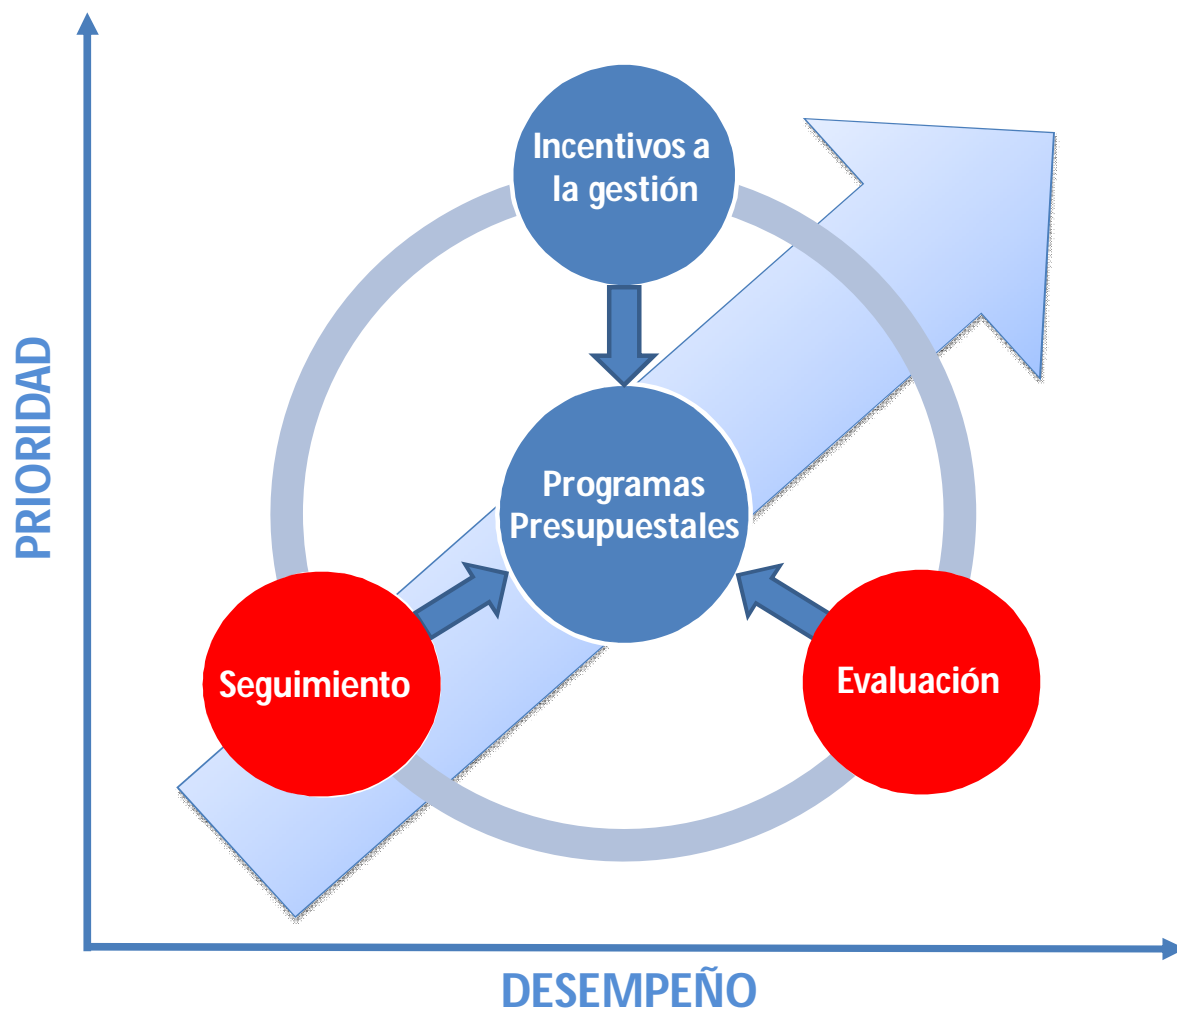 Incentivos a
la gestión
PRIORIDAD
Programas
Presupuestales
Seguimiento
Evaluación
DESEMPEÑO